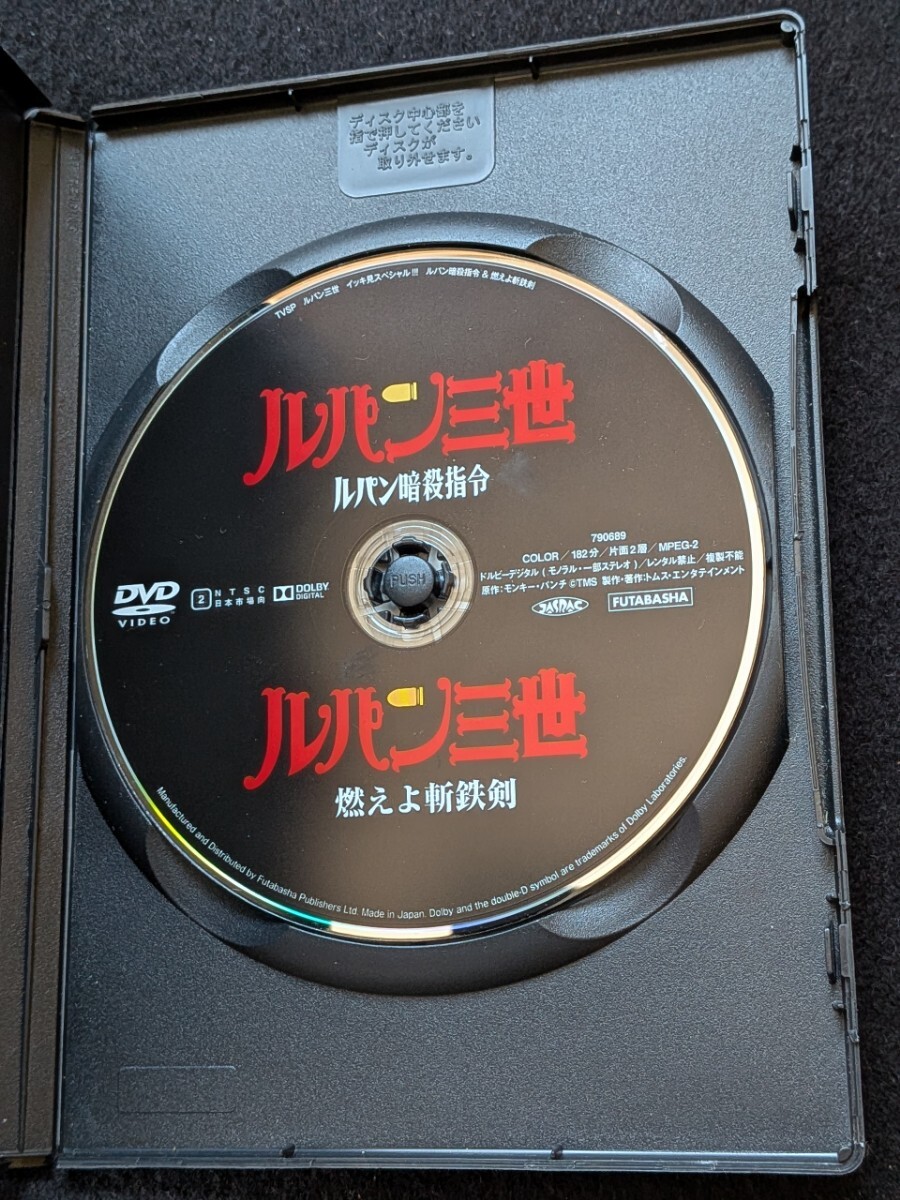 ディスク中心部を
指で押してください
ディスクが
取り外せます。
TVSP ルパン三世 イッキ見スペシャル!!! ルパン暗殺指令 & 燃えよ斬鉄剣
ルパン三世
ルパン暗殺指令
790689
COLOR/182分/片面2層/MPEG-2
ドルビーデジタル(モノラル・一部ステレオ)/レンタル禁止/複製不能
原作:モンキー・パンチ ©TMS 製作・著作:トムス・エンタテインメント
JASRAC FUTABASHA
PUSH
DVD
VIDEO
2 NTSC
日本市場向
DOLBY
DIGITAL
ルパン三世
燃えよ斬鉄剣
Manufactured and Distributed by Futabasha Publishers Ltd. Made in Japan. Dolby and the double-D symbol are trademarks of Dolby Laboratories.